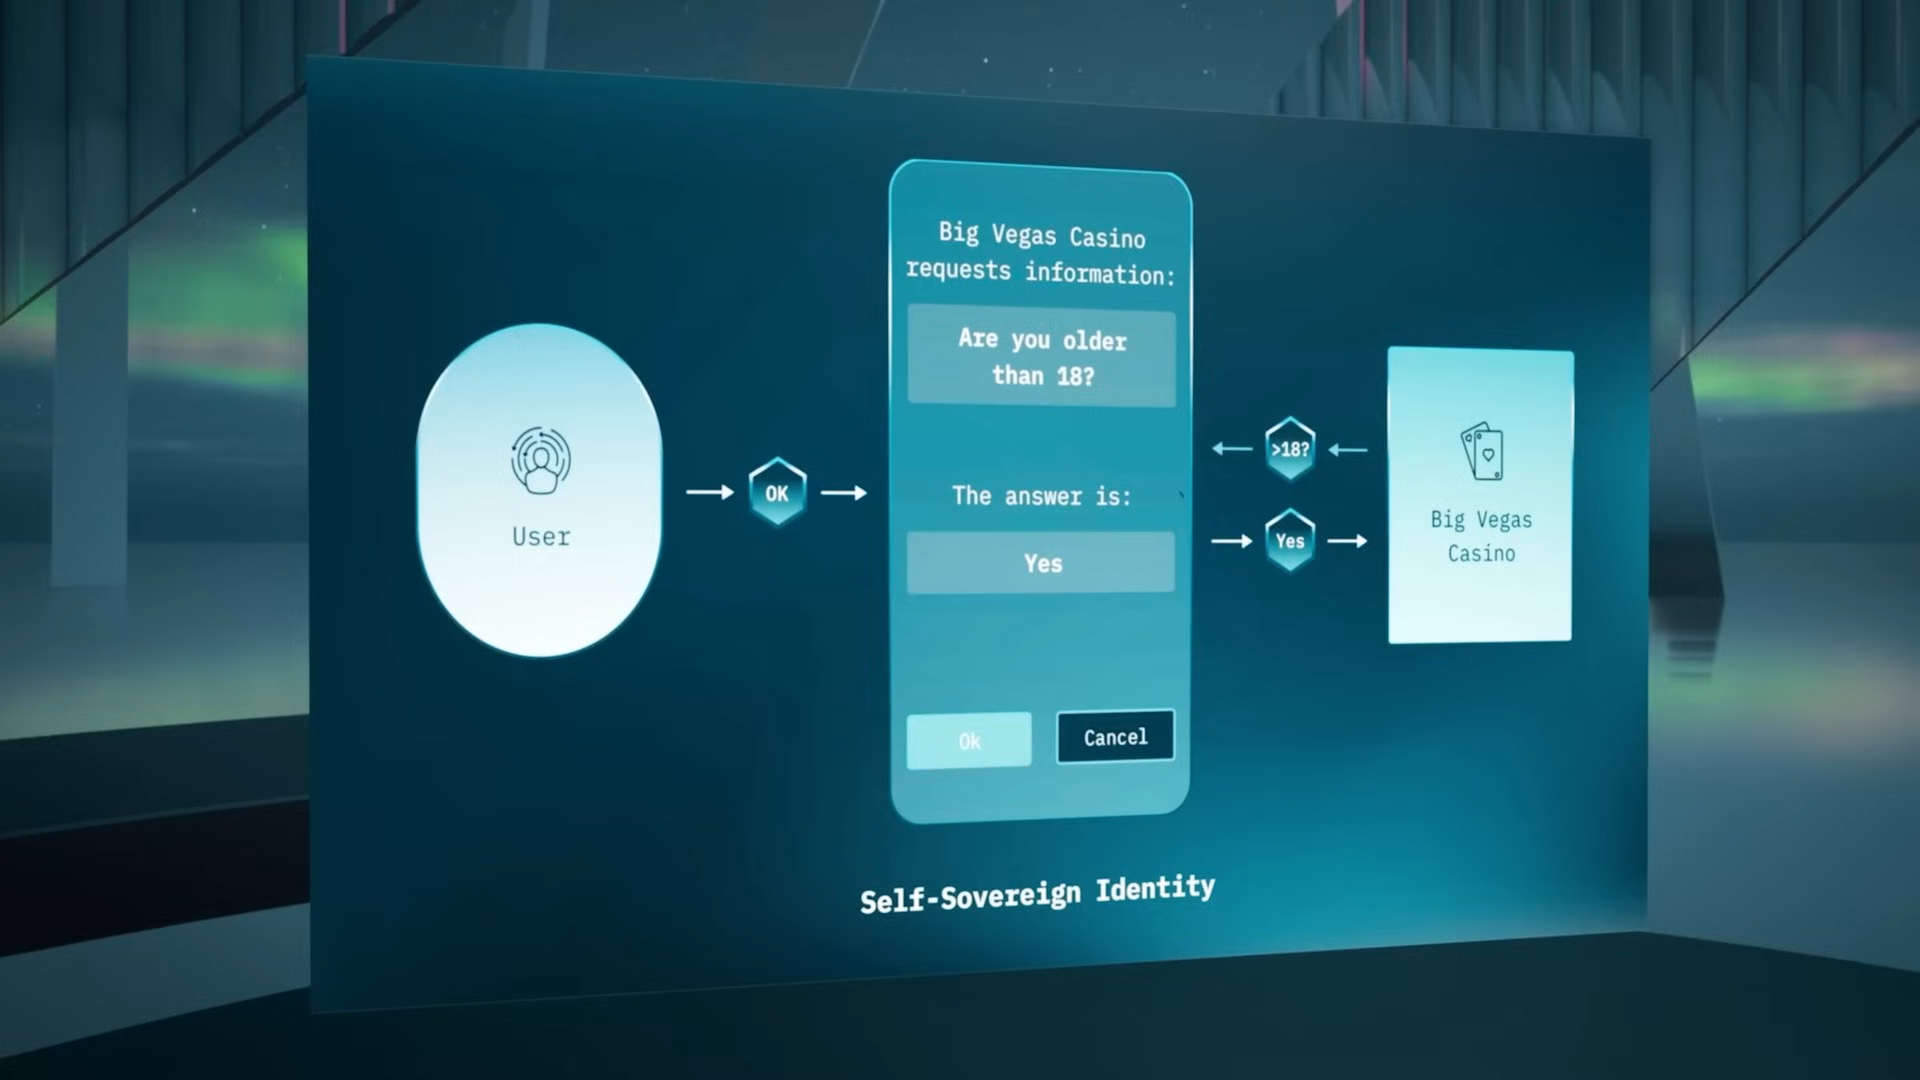 Big Vegas Casino
requests information:
Are you older
than 18?
User
OK
The answer is:
Yes
Ok
Cancel
>18?
Yes
Big Vegas
Casino
Self-Sovereign Identity